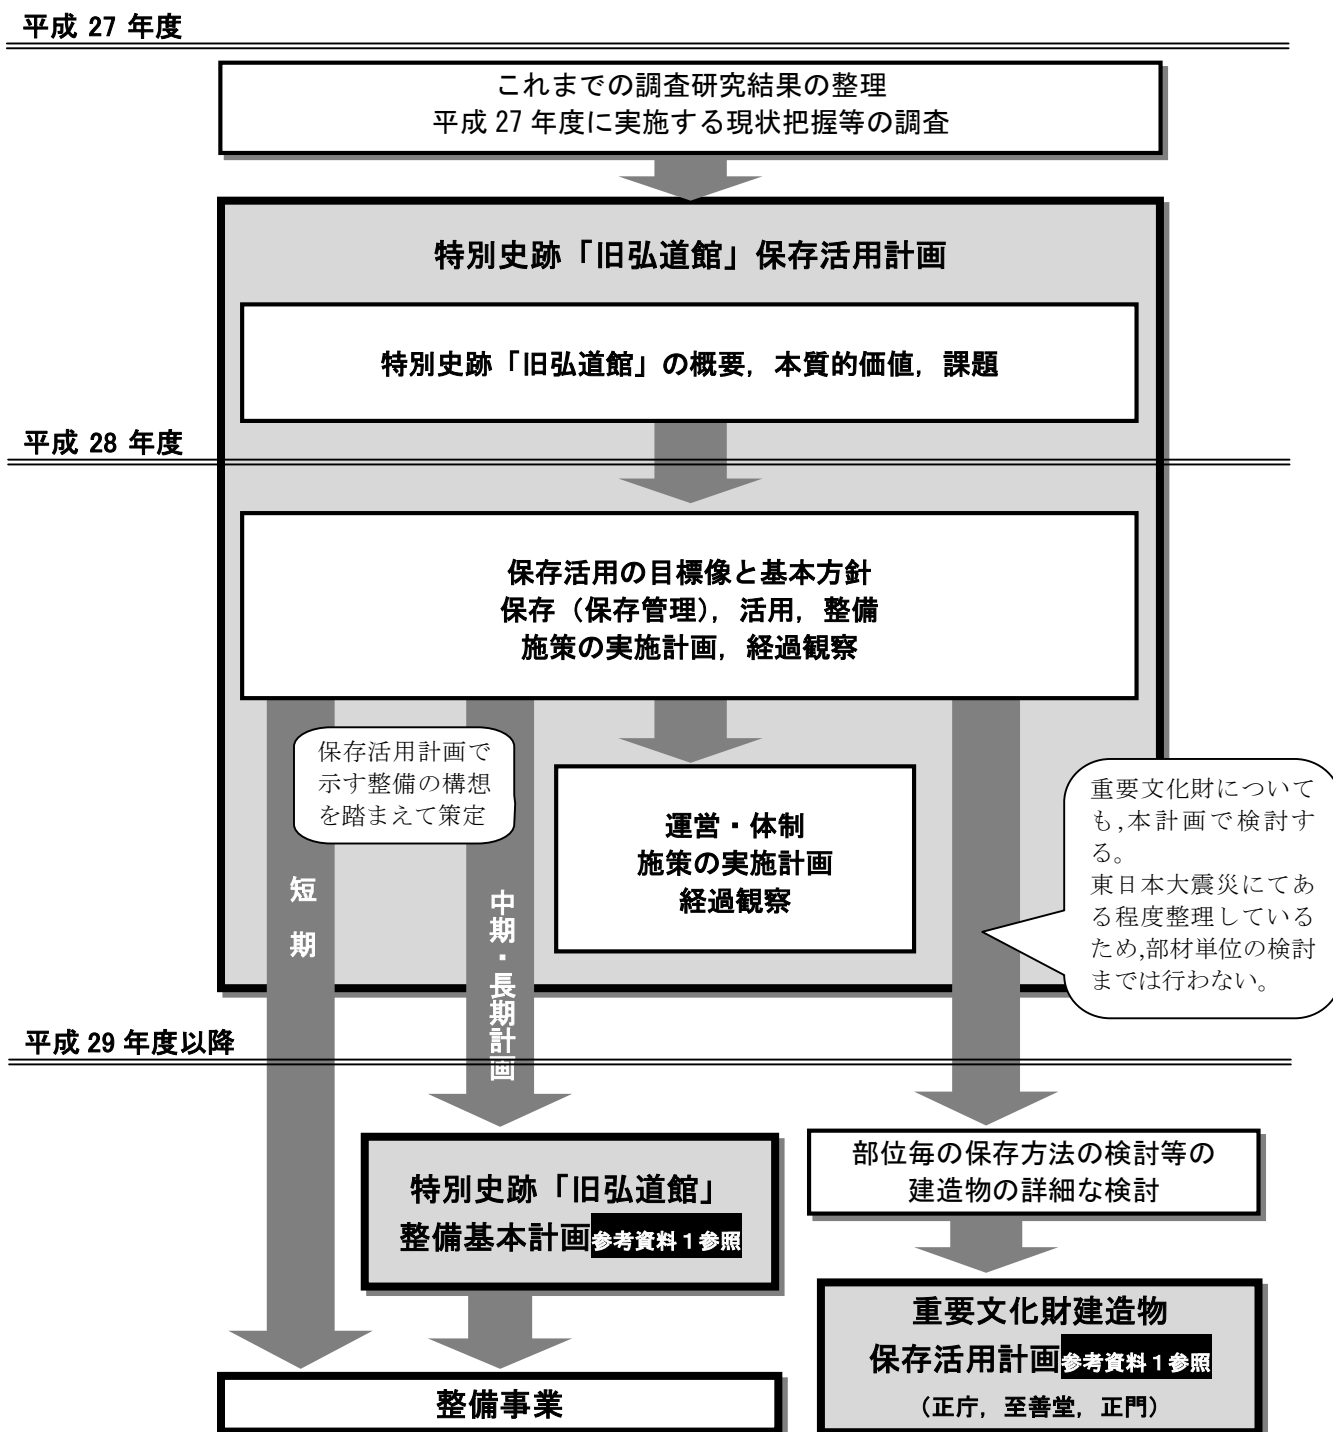 平成 27 年度
これまでの調査研究結果の整理
平成 27 年度に実施する現状把握等の調査
特別史跡「旧弘道館」保存活用計画
特別史跡「旧弘道館」の概要，本質的価値，課題
平成 28 年度
保存活用の目標像と基本方針
保存（保存管理），活用，整備
施策の実施計画，経過観察
保存活用計画で
示す整備の構想
を踏まえて策定
短期
中期・長期計画
運営・体制
施策の実施計画
経過観察
重要文化財について
も,本計画で検討す
る。
東日本大震災にてあ
る程度整理している
ため,部材単位の検討
までは行わない。
平成 29 年度以降
特別史跡「旧弘道館」
整備基本計画参考資料１参照
部位毎の保存方法の検討等の
建造物の詳細な検討
整備事業
重要文化財建造物
保存活用計画参考資料１参照
（正庁，至善堂，正門）